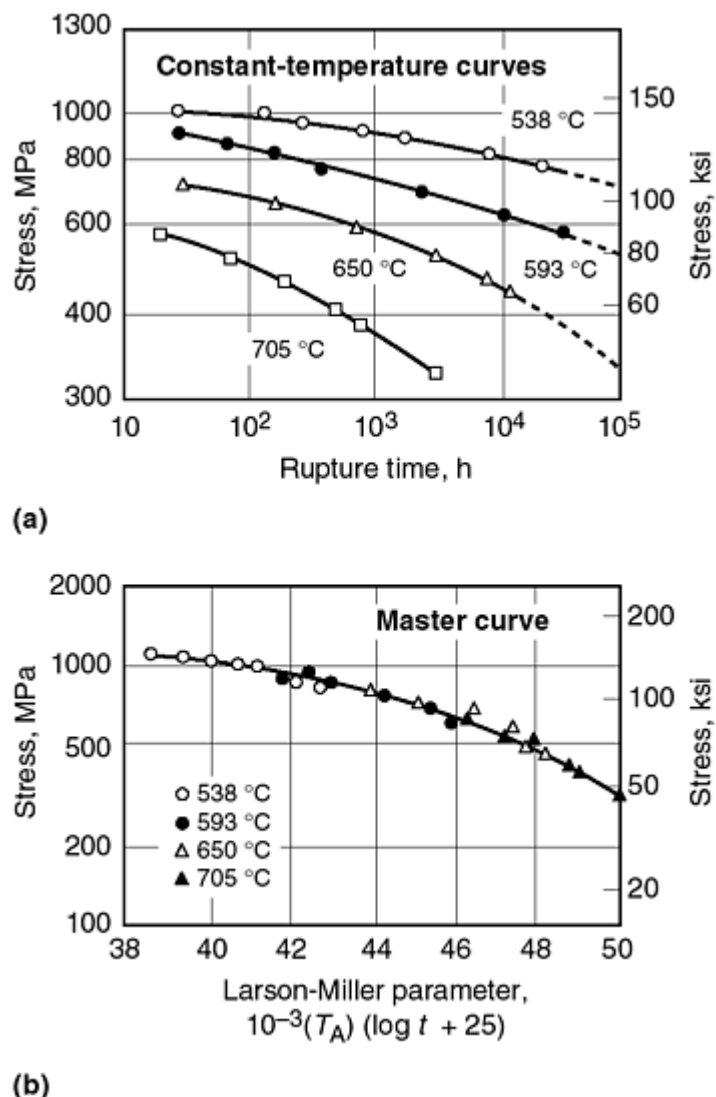 1300
Constant-temperature curves
1000
150
538 °C
800
100
600
80
650 °C
593 °C
60
400
705 °C
300
10
10²
10³
10⁴
10⁵
Stress, MPa
Stress, ksi
Rupture time, h
(a)
2000
Master curve
200
1000
100
500
50
538 °C
593 °C
650 °C
705 °C
200
20
100
38
40
42
44
46
48
50
Stress, MPa
Stress, ksi
Larson-Miller parameter,
10⁻³(T_A) (log t + 25)
(b)